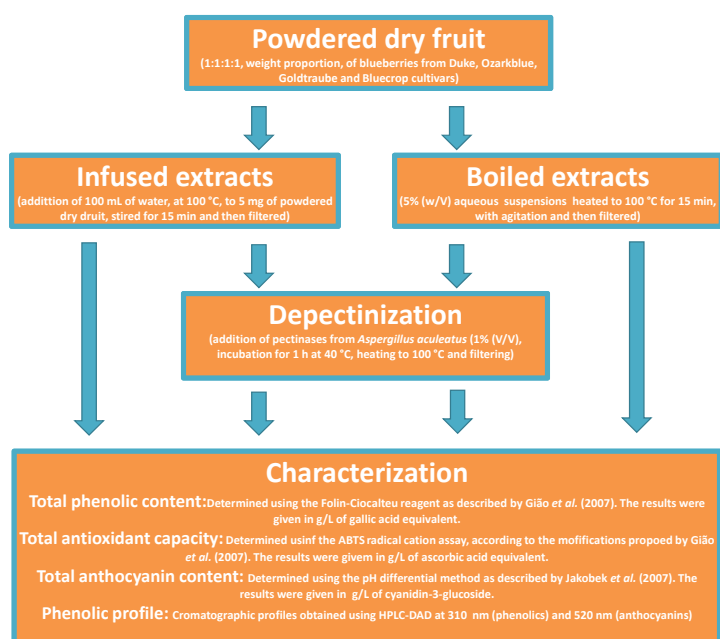 Powdered dry fruit
(1:1:1:1, weight proportion, of blueberries from Duke, Ozarkblue,
Goldtraube and Bluecrop cultivars)
Infused extracts
(addittion of 100 mL of water, at 100 °C, to 5 mg of powdered
dry druit, stired for 15 min and then filtered)
Boiled extracts
(5% (w/V) aqueous suspensions heated to 100 °C for 15 min,
with agitation and then filtered)
Depectinization
(addition of pectinases from Aspergillus aculeatus (1% (V/V),
incubation for 1 h at 40 °C, heating to 100 °C and filtering)
Characterization
Total phenolic content:Determined using the Folin-Ciocalteu reagent as described by Gião et al. (2007). The results were
given in g/L of gallic acid equivalent.
Total antioxidant capacity: Determined usinf the ABTS radical cation assay, according to the mofifications propoed by Gião
et al. (2007). The results were givem in g/L of ascorbic acid equivalent.
Total anthocyanin content: Determined using the pH differential method as described by Jakobek et al. (2007). The
results were given in g/L of cyanidin-3-glucoside.
Phenolic profile: Cromatographic profiles obtained using HPLC-DAD at 310 nm (phenolics) and 520 nm (anthocyanins)